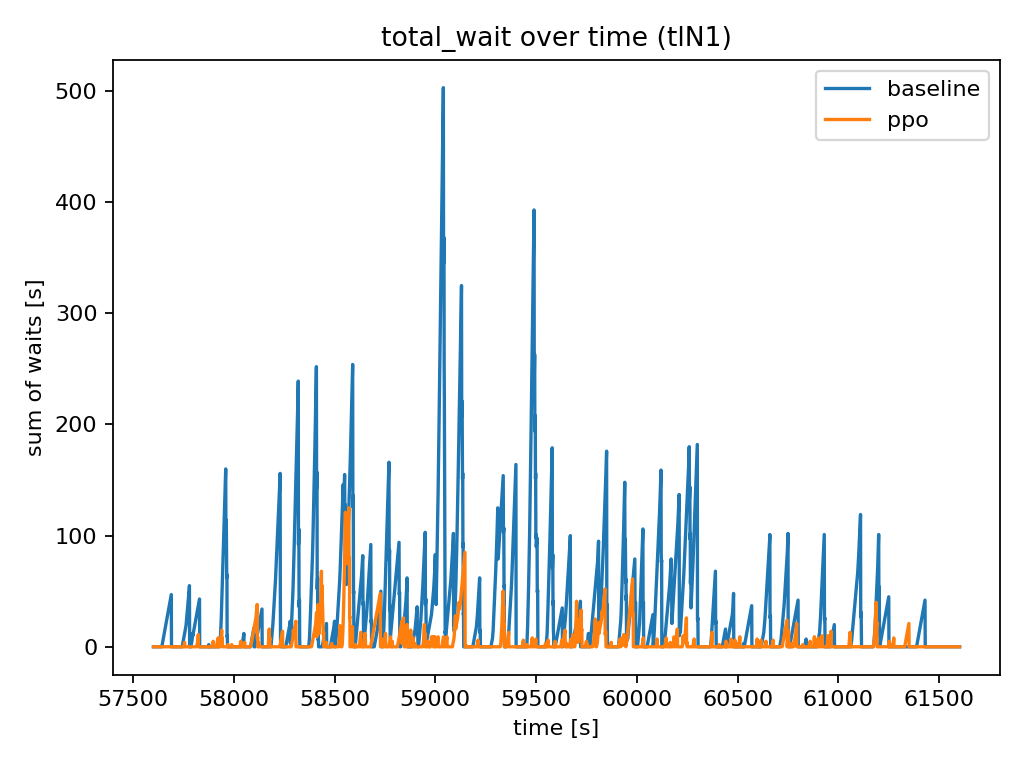 total_wait over time (tlN1)
baseline
ppo
sum of waits [s]
500
400
300
200
100
0
57500 58000 58500 59000 59500 60000 60500 61000 61500
time [s]